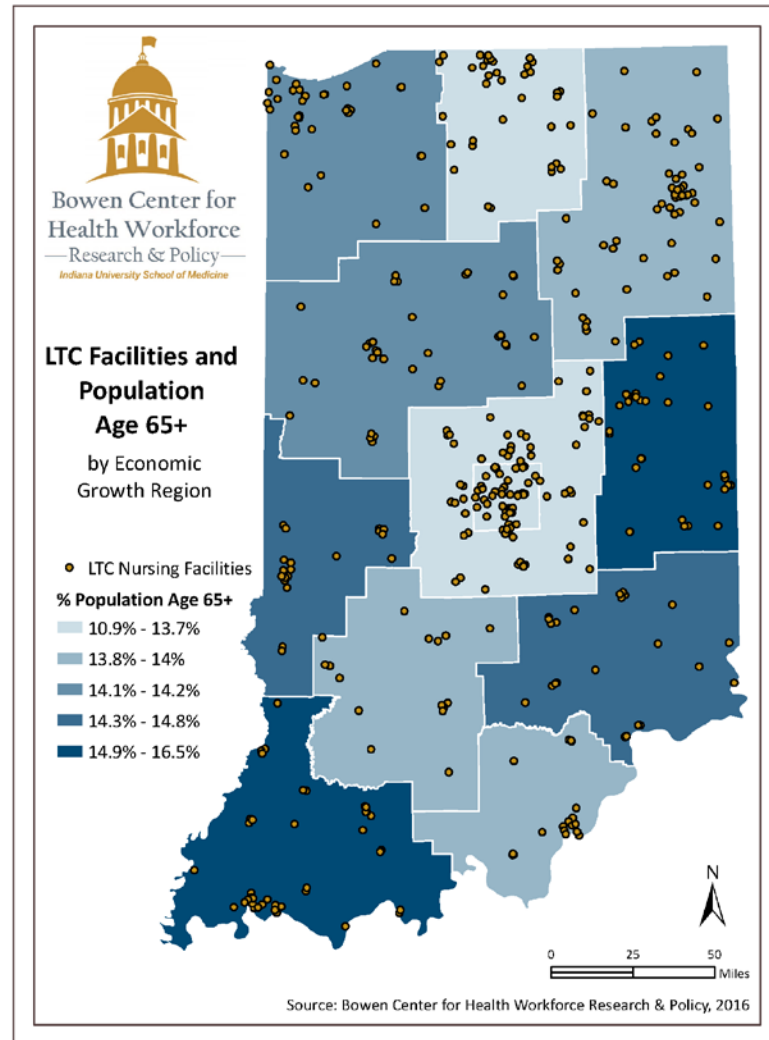 Bowen Center for
Health Workforce
—Research & Policy—
Indiana University School of Medicine
LTC Facilities and
Population
Age 65+
by Economic
Growth Region
LTC Nursing Facilities
% Population Age 65+
10.9% - 13.7%
13.8% - 14%
14.1% - 14.2%
14.3% - 14.8%
14.9% - 16.5%
N
0 25 50
Miles
Source: Bowen Center for Health Workforce Research & Policy, 2016